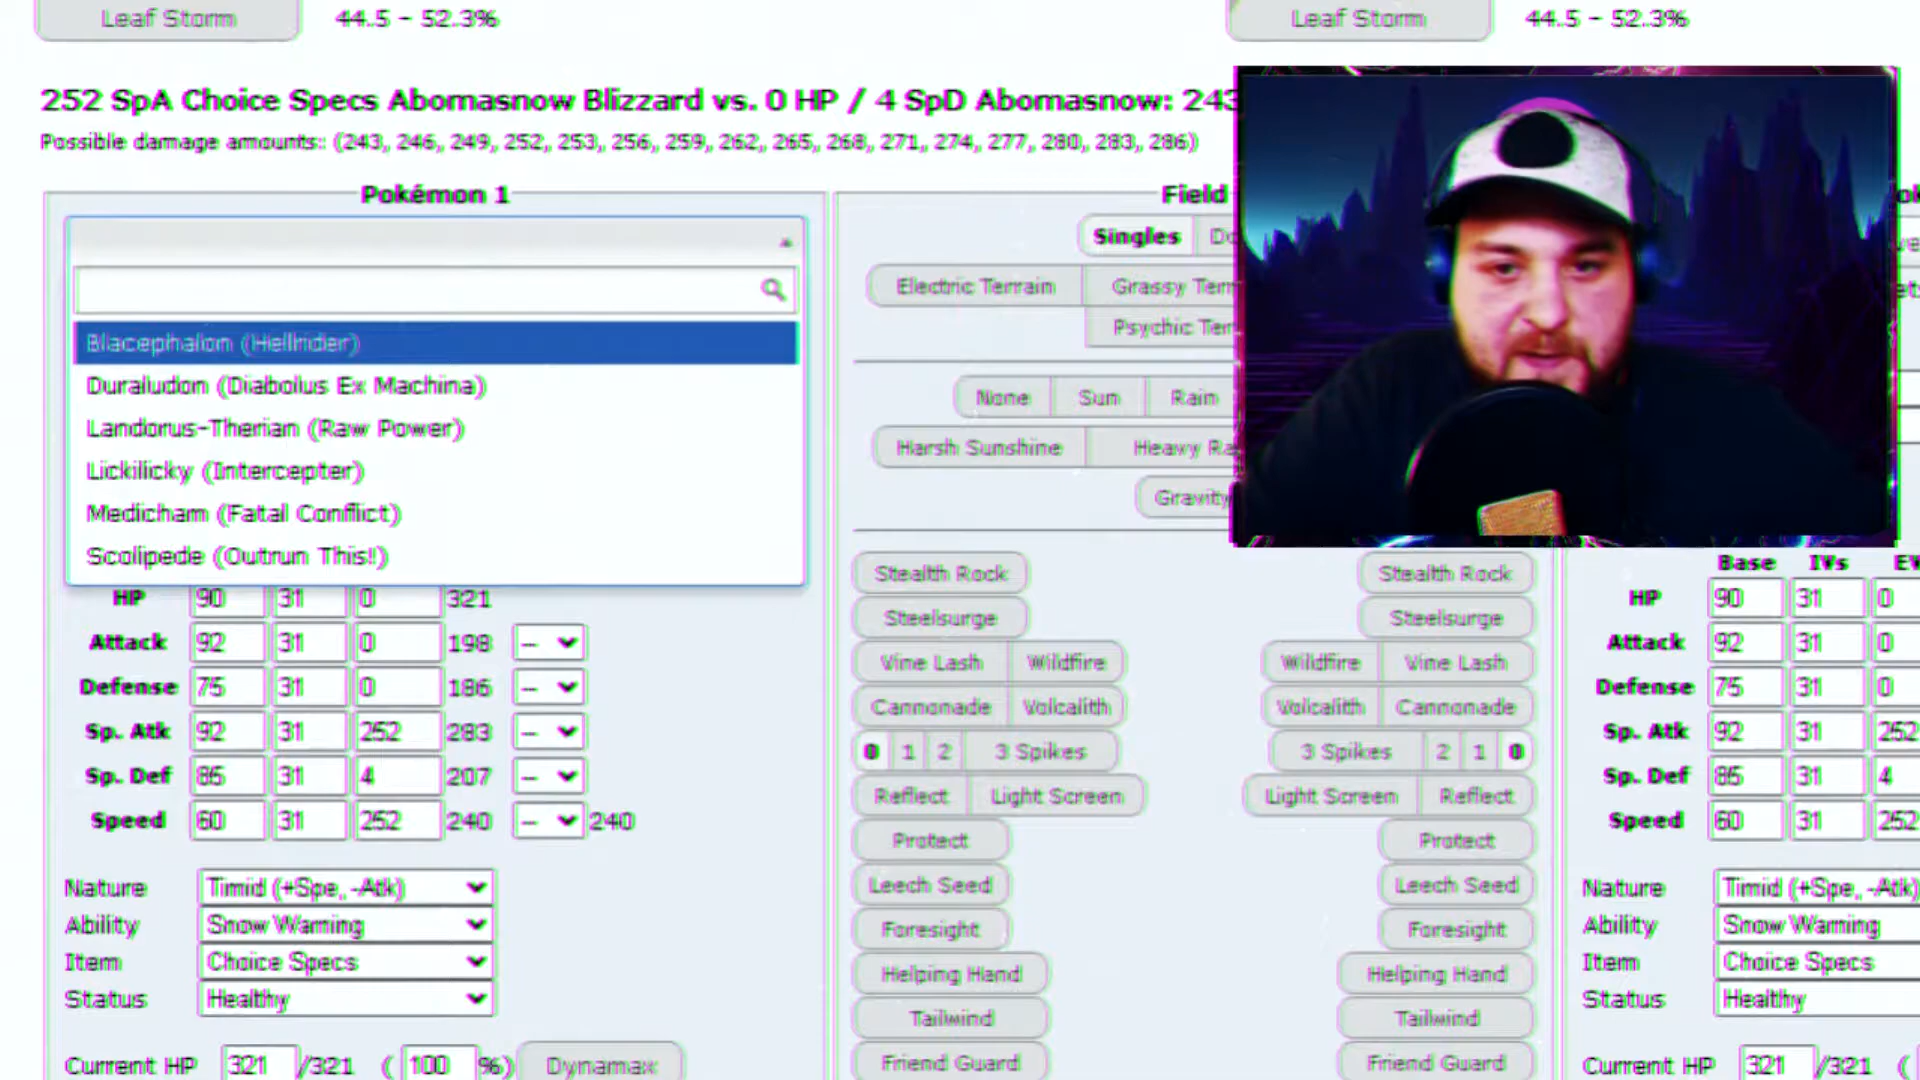 Leaf Storm 44.5 - 52.3% Leaf Storm 44.5 - 52.3%
252 SpA Choice Specs Abomasnow Blizzard vs. 0 HP / 4 SpD Abomasnow: 243
Possible damage amounts: (243, 246, 249, 252, 253, 256, 259, 262, 265, 268, 271, 274, 277, 280, 283, 286)
Pokémon 1
Blacephalon (Hellrider)
Duraludon (Diabolus Ex Machina)
Landorus-Therian (Raw Power)
Lickilicky (Intercepter)
Medicham (Fatal Conflict)
Scolipede (Outrun This!)
HP 90 31 0 321
Attack 92 31 0 198 --
Defense 75 31 0 186 --
Sp. Atk 92 31 252 283 --
Sp. Def 85 31 4 207 --
Speed 60 31 252 240 -- 240
Nature Timid (+Spe, -Atk)
Ability Snow Warning
Item Choice Specs
Status Healthy
Current HP 321 /321 ( 100 %) Dynamax
Field
Singles Do
Electric Terrain Grassy Terr
Psychic Ter
None Sun Rain
Harsh Sunshine Heavy Ra
Gravity
Stealth Rock Stealth Rock
Steelsurge Steelsurge
Vine Lash Wildfire Wildfire Vine Lash
Cannonade Volcalith Volcalith Cannonade
0 1 2 3 Spikes 3 Spikes 2 1 0
Reflect Light Screen Light Screen Reflect
Protect Protect
Leech Seed Leech Seed
Foresight Foresight
Helping Hand Helping Hand
Tailwind Tailwind
Friend Guard Friend Guard
Base IVs EV
HP 90 31 0
Attack 92 31 0
Defense 75 31 0
Sp. Atk 92 31 252
Sp. Def 85 31 4
Speed 60 31 252
Nature Timid (+Spe, -Atk)
Ability Snow Warning
Item Choice Specs
Status Healthy
Current HP 321 /321 (